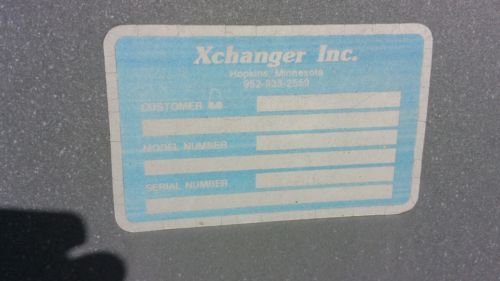 Xchanger Inc.
Hopkins, Minnesota
CUSTOMER
MODEL NUMBER
SERIAL NUMBER